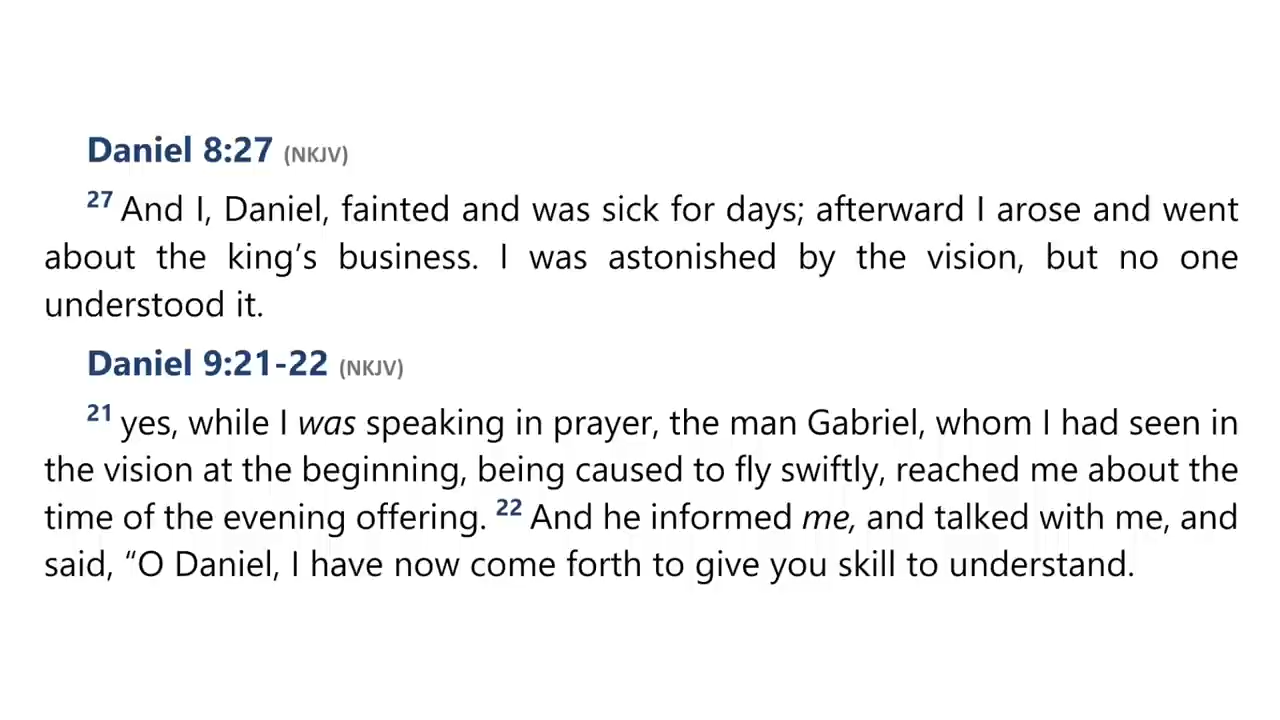 Daniel 8:27 (NKJV)
27 And I, Daniel, fainted and was sick for days; afterward I arose and went
about the king’s business. I was astonished by the vision, but no one
understood it.
Daniel 9:21-22 (NKJV)
21 yes, while I was speaking in prayer, the man Gabriel, whom I had seen in
the vision at the beginning, being caused to fly swiftly, reached me about the
time of the evening offering. 22 And he informed me, and talked with me, and
said, “O Daniel, I have now come forth to give you skill to understand.